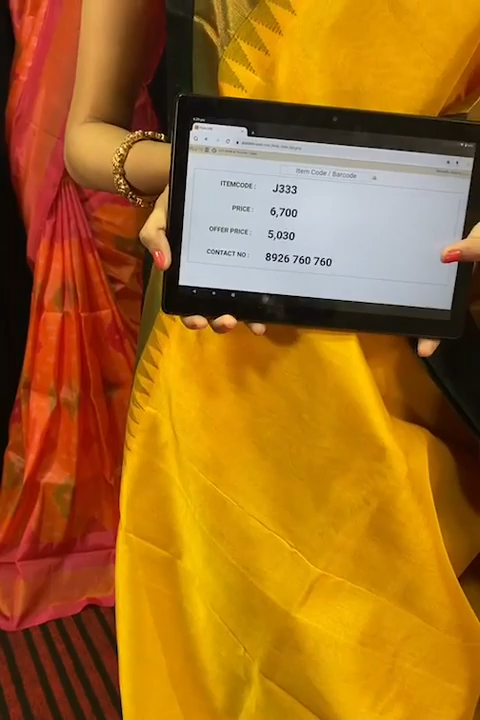 Item Code / Barcode
ITEMCODE : J333
PRICE : 6,700
OFFER PRICE : 5,030
CONTACT NO : 8926 760 760